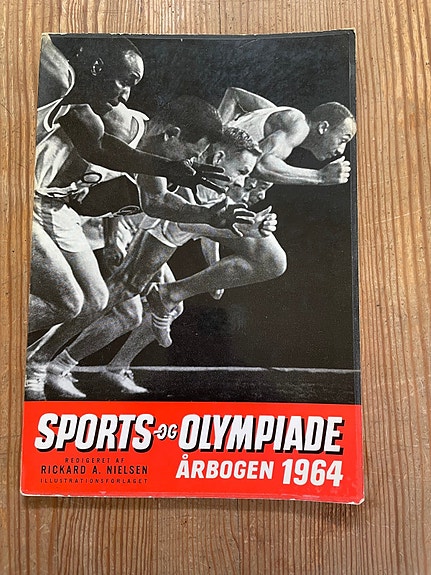 SPORTS-OG OLYMPIADE
REDIGERET AF
RICKARD A. NIELSEN
ILLUSTRATIONSFORLAGET
ÅRBOGEN 1964